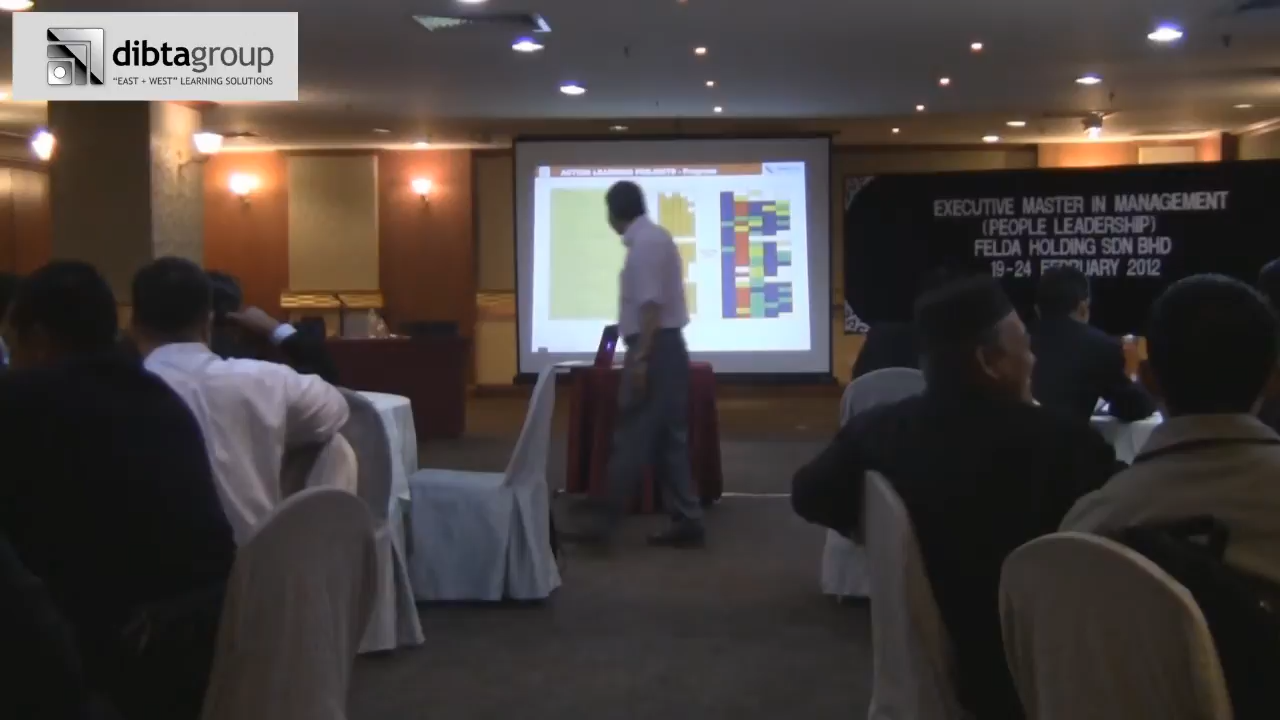 dibtagroup
"EAST + WEST" LEARNING SOLUTIONS
ACTION LEARNING PROJECTS - Progress
EXECUTIVE MASTER IN MANAGEMENT
(PEOPLE LEADERSHIP)
FELDA HOLDING SDN BHD
19-24 FEBRUARY 2012